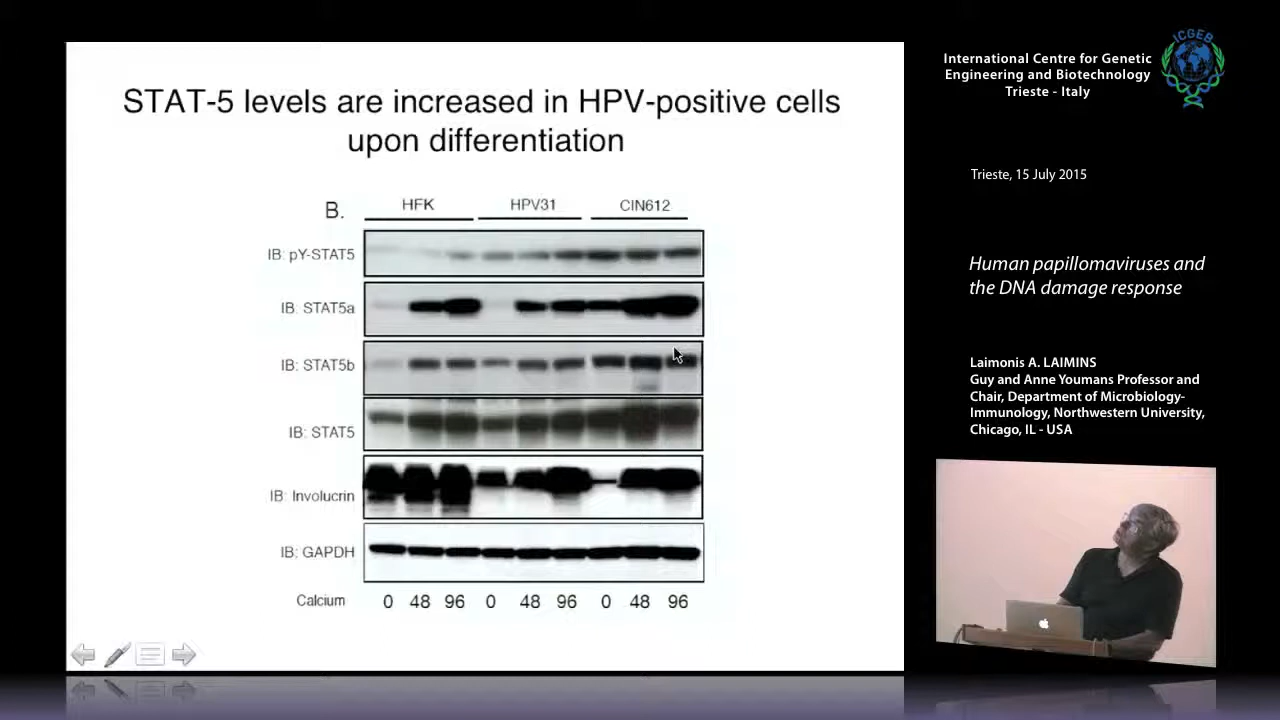 STAT-5 levels are increased in HPV-positive cells
upon differentiation
B.
HFK HPV31 CIN612
IB: pY-STAT5
IB: STAT5a
IB: STAT5b
IB: STAT5
IB: Involucrin
IB: GAPDH
Calcium 0 48 96 0 48 96 0 48 96
International Centre for Genetic
Engineering and Biotechnology
Trieste - Italy
ICGEB
Trieste, 15 July 2015
Human papillomaviruses and
the DNA damage response
Laimonis A. LAIMINS
Guy and Anne Youmans Professor and
Chair, Department of Microbiology-
Immunology, Northwestern University,
Chicago, IL - USA